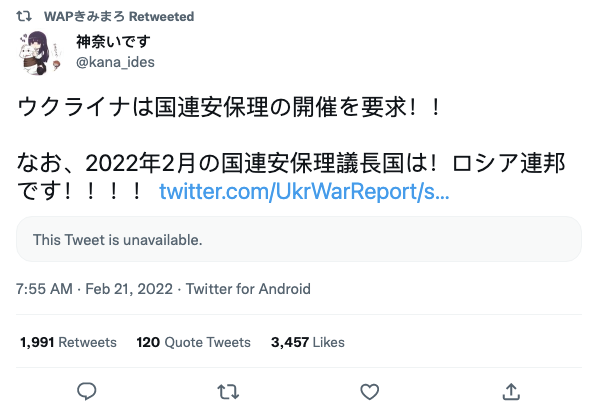 WAPきみまろ Retweeted
神奈いです
@kana_ides
ウクライナは国連安保理の開催を要求！！
なお、2022年2月の国連安保理議長国は！ロシア連邦
です！！！！ twitter.com/UkrWarReport/s...
This Tweet is unavailable.
7:55 AM · Feb 21, 2022 · Twitter for Android
1,991 Retweets 120 Quote Tweets 3,457 Likes